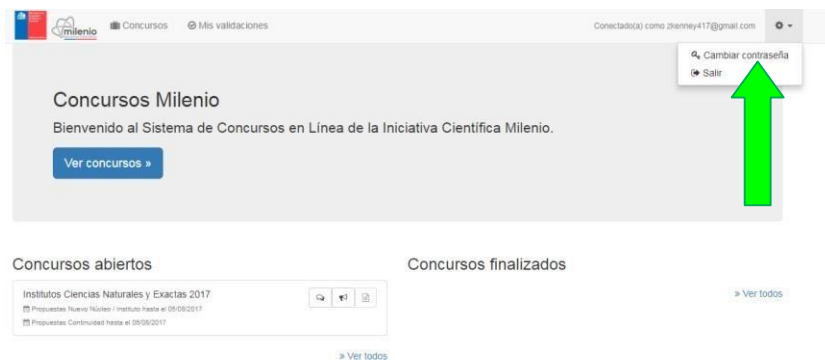 milenio
Concursos
Mis validaciones
Conectado(a) como zkenney417@gmail.com
Cambiar contraseña
Salir
Concursos Milenio
Bienvenido al Sistema de Concursos en Línea de la Iniciativa Científica Milenio.
Ver concursos »
Concursos abiertos
Concursos finalizados
Institutos Ciencias Naturales y Exactas 2017
Propuestas Nuevo Núcleo / Instituto hasta el 05/08/2017
Propuestas Continuidad hasta el 05/08/2017
» Ver todos
» Ver todos